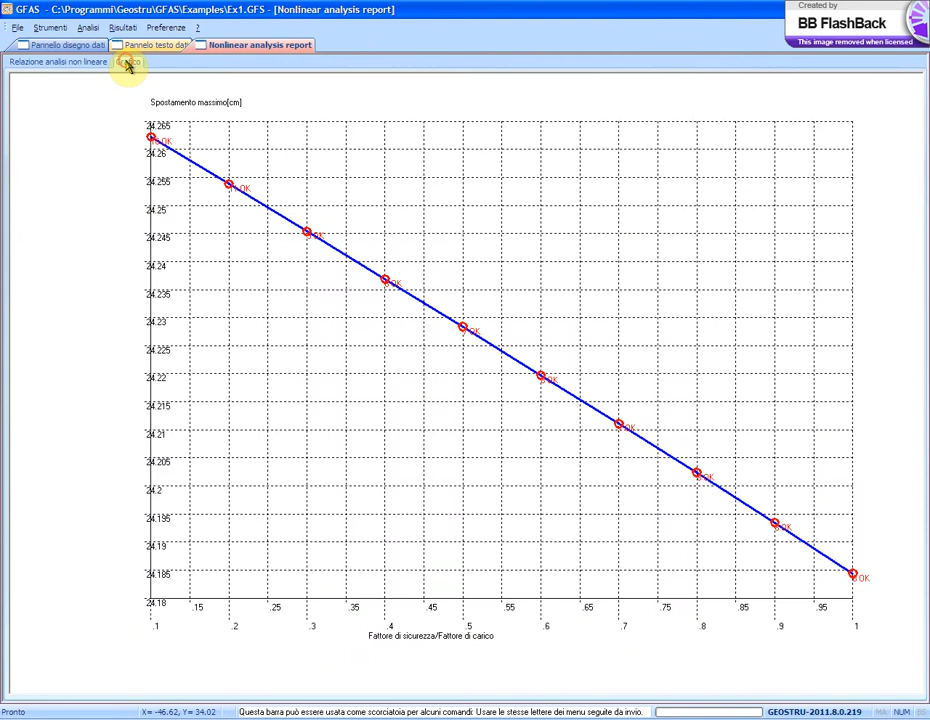 GFAS - C:\Programmi\Geostru\GFAS\Examples\Ex1.GFS - [Nonlinear analysis report]
Created by
BB FlashBack
This image removed when licensed
File Strumenti Analisi Risultati Preferenze ?
Pannello disegno dati Pannelo testo dati Nonlinear analysis report
Relazione analisi non lineare Grafico
Spostamento massimo[cm]
24.265
OK
24.26
24.255
OK
24.25
24.245
OK
24.24
OK
24.235
24.23
OK
24.225
24.22
OK
24.215
24.21
OK
24.205
OK
24.2
24.195
OK
24.19
24.185
OK
24.18
.15 .25 .35 .45 .55 .65 .75 .85 .95
.1 .2 .3 .4 .5 .6 .7 .8 .9 1
Fattore di sicurezza/Fattore di carico
Pronto X= -46.62, Y= 34.02 Questa barra può essere usata come scorciatoia per alcuni comandi: Usare le stesse lettere dei menu seguite da invio. GEOSTRU-2011.8.0.219 MA NUM BS